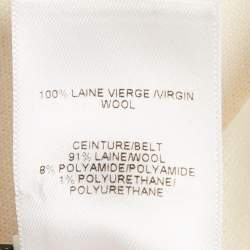 100% LAINE VIERGE /VIRGIN
WOOL
CEINTURE/BELT
91% LAINE/WOOL
8% POLYAMIDE/POLYAMIDE
1% POLYURETHANE/
POLYURETHANE